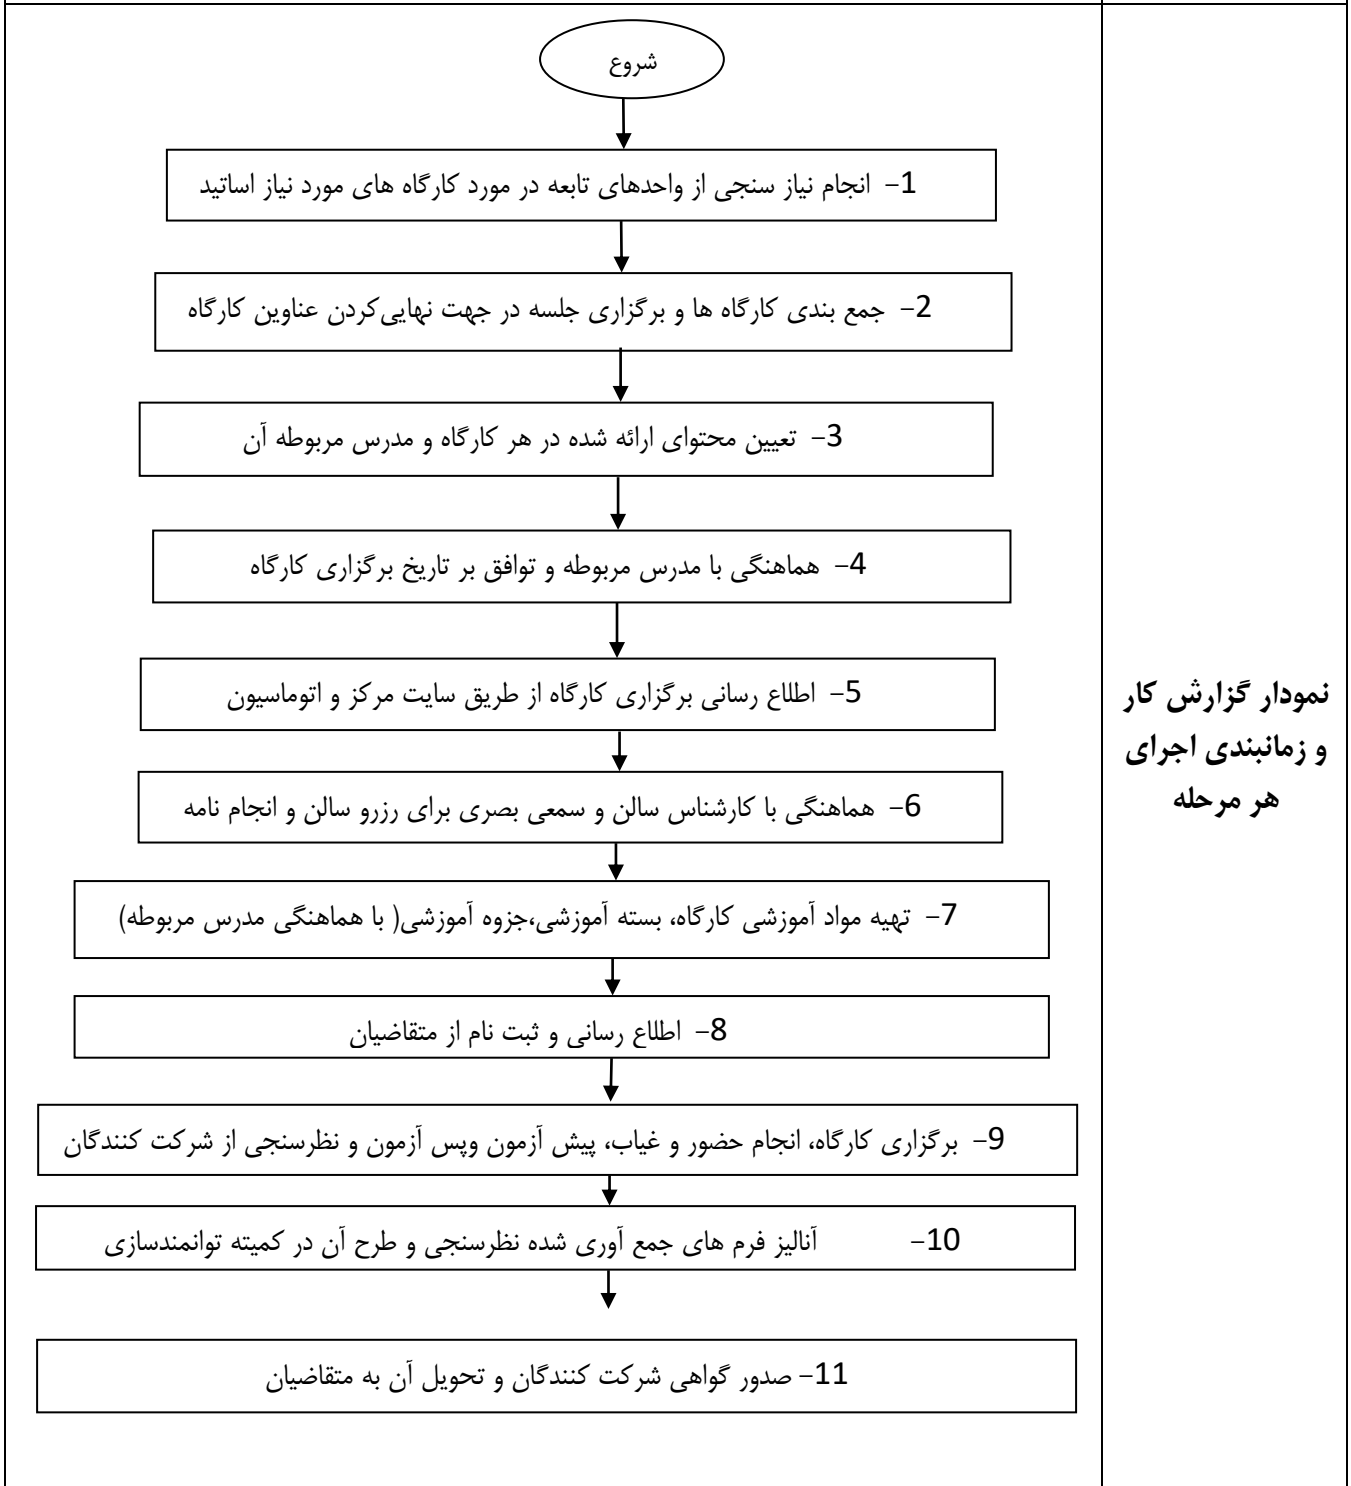 شروع
1- انجام نیاز سنجی از واحدهای تابعه در مورد کارگاه های مورد نیاز اساتید
2- جمع بندی کارگاه ها و برگزاری جلسه در جهت نهایی‌کردن عناوین کارگاه
3- تعیین محتوای ارائه شده در هر کارگاه و مدرس مربوطه آن
4- هماهنگی با مدرس مربوطه و توافق بر تاریخ برگزاری کارگاه
5- اطلاع رسانی برگزاری کارگاه از طریق سایت مرکز و اتوماسیون
6- هماهنگی با کارشناس سالن و سمعی بصری برای رزرو سالن و انجام نامه
7- تهیه مواد آموزشی کارگاه، بسته آموزشی،جزوه آموزشی( با هماهنگی مدرس مربوطه)
8- اطلاع رسانی و ثبت نام از متقاضیان
9- برگزاری کارگاه، انجام حضور و غیاب، پیش آزمون وپس آزمون و نظرسنجی از شرکت کنندگان
10- آنالیز فرم های جمع آوری شده نظرسنجی و طرح آن در کمیته توانمندسازی
11- صدور گواهی شرکت کنندگان و تحویل آن به متقاضیان
نمودار گزارش کار
و زمانبندی اجرای
هر مرحله